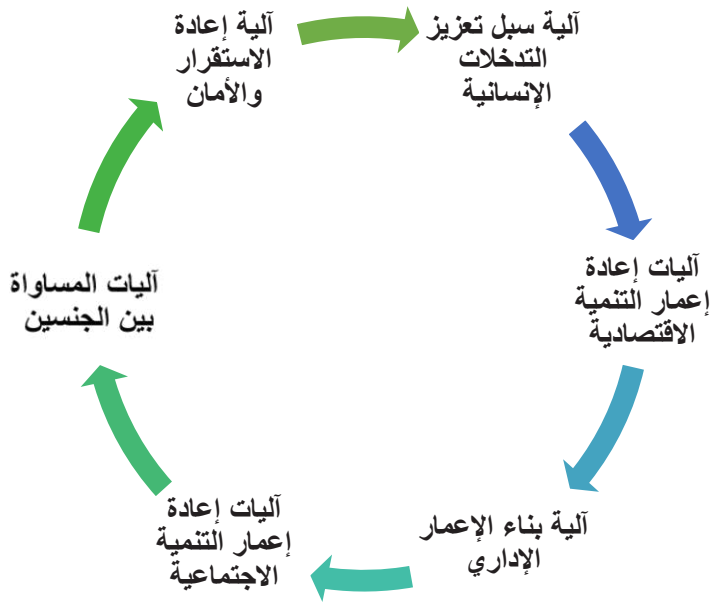 آلية سبل تعزيز
التدخلات
الإنسانية
آليات إعادة
إعمار التنمية
الاقتصادية
آلية بناء الإعمار
الإداري
آليات إعادة
إعمار التنمية
الاجتماعية
آليات المساواة
بين الجنسين
آلية إعادة
الاستقرار
والأمان